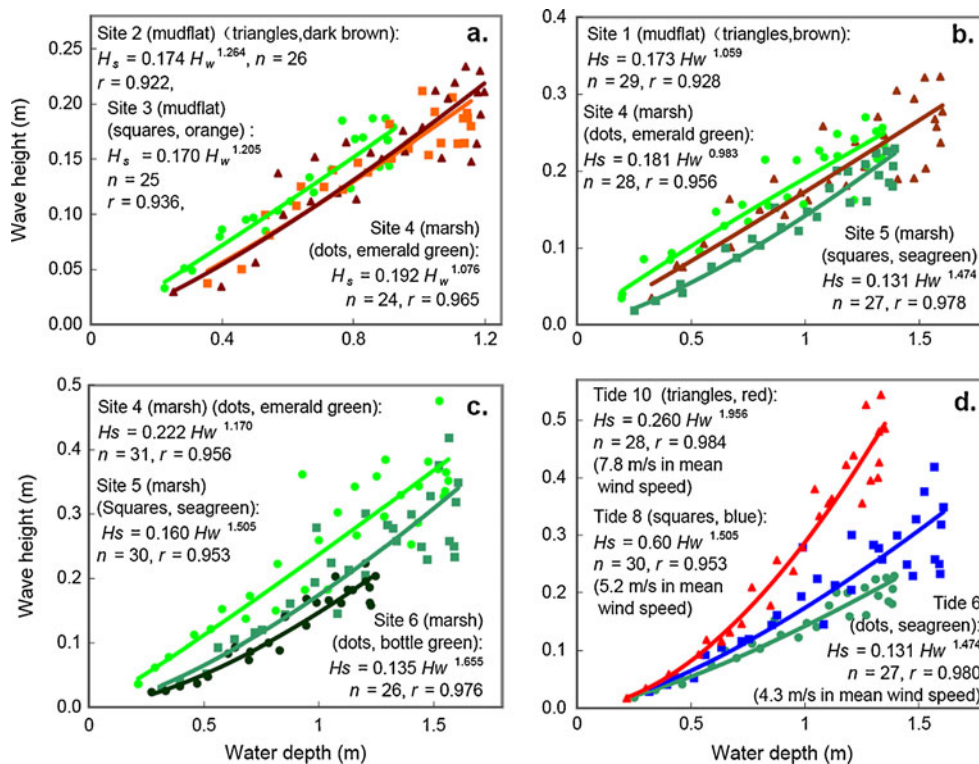 a.
Site 2 (mudflat) (triangles,dark brown):
Hs = 0.174 Hw^1.264, n = 26
r = 0.922,
Site 3 (mudflat)
(squares, orange) :
Hs = 0.170 Hw^1.205
n = 25
r = 0.936,
Site 4 (marsh)
(dots, emerald green):
Hs = 0.192 Hw^1.076
n = 24, r = 0.965
Wave height (m)
0.25
0.20
0.15
0.10
0.05
0.00
0 0.4 0.8 1.2
b.
Site 1 (mudflat) (triangles,brown):
Hs = 0.173 Hw^1.059
n = 29, r = 0.928
Site 4 (marsh)
(dots, emerald green):
Hs = 0.181 Hw^0.983
n = 28, r = 0.956
Site 5 (marsh)
(squares, seagreen)
Hs = 0.131 Hw^1.474
n = 27, r = 0.978
0.4
0.3
0.2
0.1
0.0
0 0.5 1 1.5
c.
Site 4 (marsh) (dots, emerald green):
Hs = 0.222 Hw^1.170
n = 31, r = 0.956
Site 5 (marsh)
(Squares, seagreen):
Hs = 0.160 Hw^1.505
n = 30, r = 0.953
Site 6 (marsh)
(dots, bottle green):
Hs = 0.135 Hw^1.655
n = 26, r = 0.976
Wave height (m)
0.5
0.4
0.3
0.2
0.1
0.0
0 0.5 1 1.5
Water depth (m)
d.
Tide 10 (triangles, red):
Hs = 0.260 Hw^1.956
n = 28, r = 0.984
(7.8 m/s in mean
wind speed)
Tide 8 (squares, blue):
Hs = 0.60 Hw^1.505
n = 30, r = 0.953
(5.2 m/s in mean
wind speed)
Tide 6
(dots, seagreen):
Hs = 0.131 Hw^1.474
n = 27, r = 0.980
(4.3 m/s in mean wind speed)
0.5
0.4
0.3
0.2
0.1
0.0
0 0.5 1 1.5
Water depth (m)